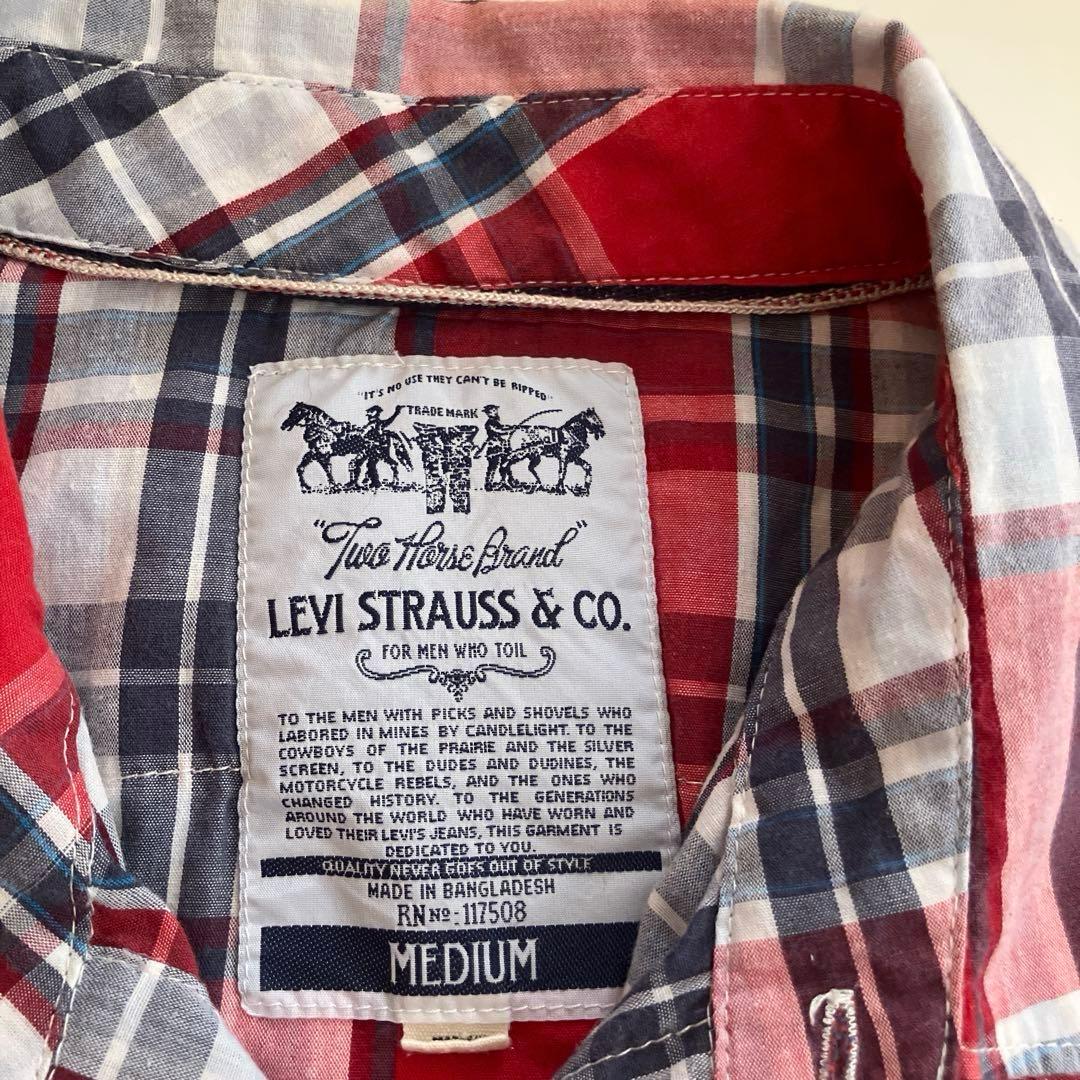 "IT'S NO USE THEY CAN'T BE RIPPED"
TRADE MARK
"Two Horse Brand"
LEVI STRAUSS & CO.
FOR MEN WHO TOIL
TO THE MEN WITH PICKS AND SHOVELS WHO
LABORED IN MINES BY CANDLELIGHT. TO THE
COWBOYS OF THE PRAIRIE AND THE SILVER
SCREEN, TO THE DUDES AND DUDINES, THE
MOTORCYCLE REBELS, AND THE ONES WHO
CHANGED HISTORY. TO THE GENERATIONS
AROUND THE WORLD WHO HAVE WORN AND
LOVED THEIR LEVI'S JEANS, THIS GARMENT IS
DEDICATED TO YOU.
QUALITY NEVER GOES OUT OF STYLE
MADE IN BANGLADESH
RN Nº: 117508
MEDIUM